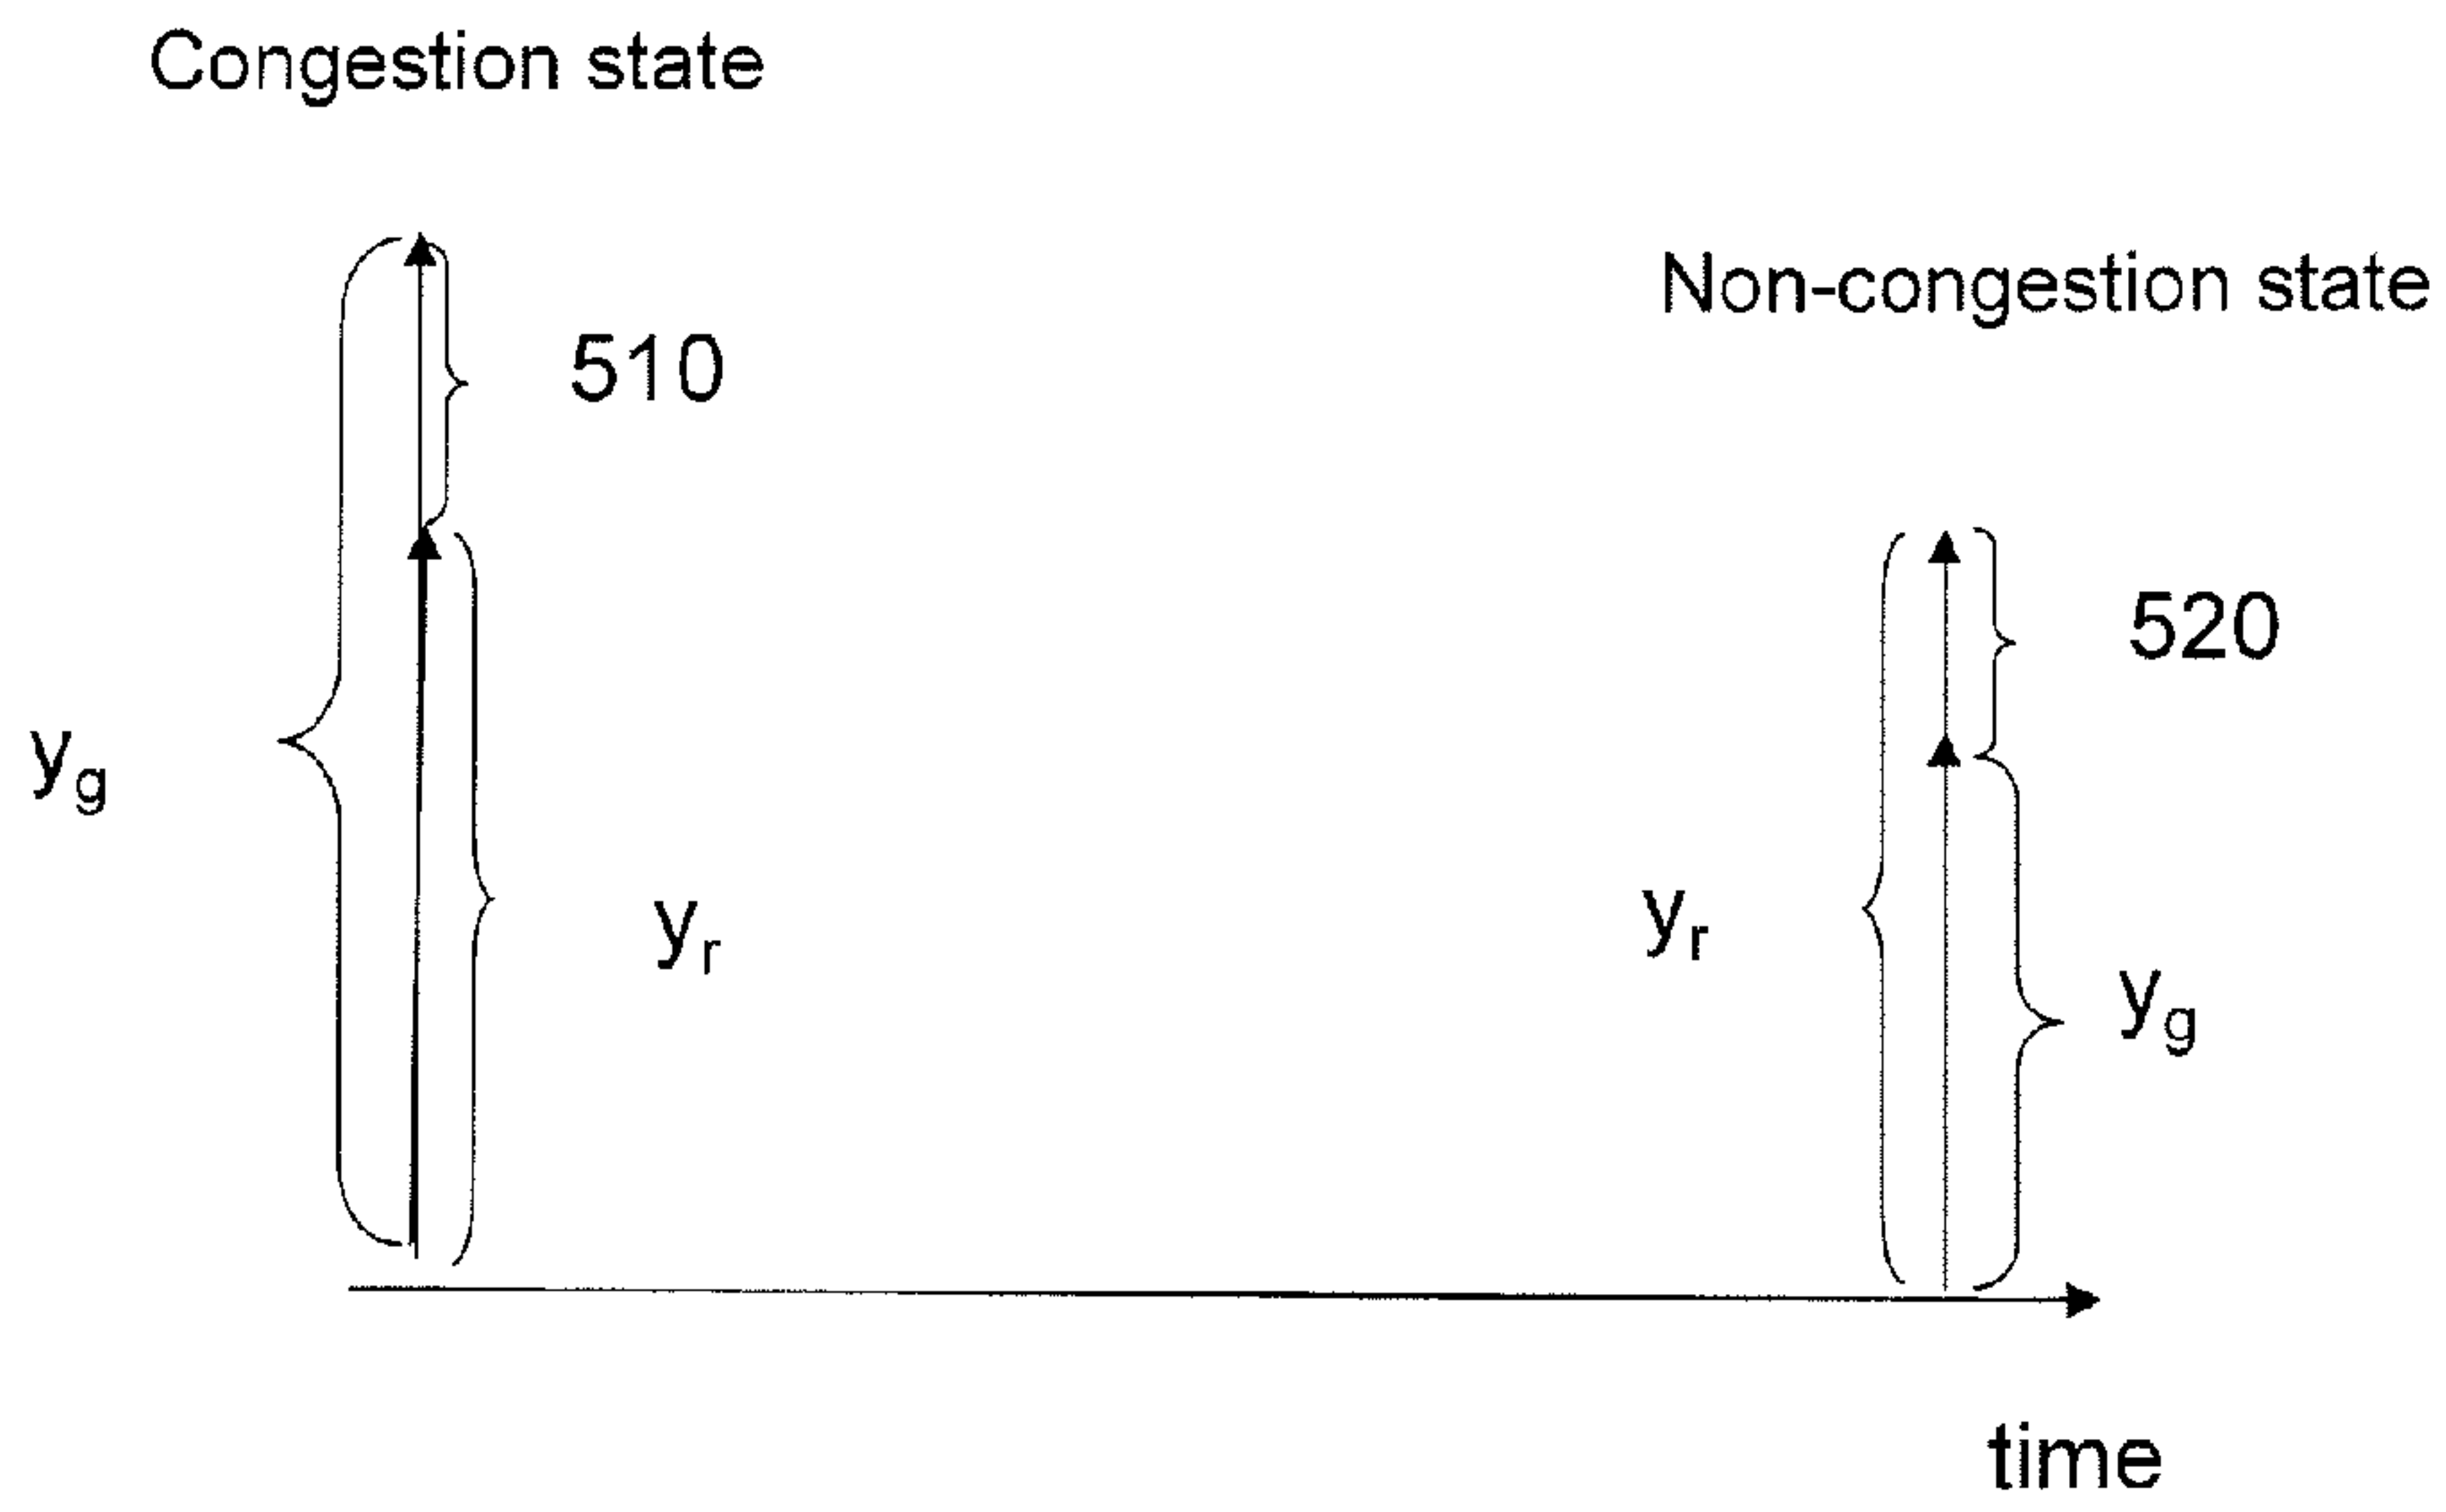 Congestion state
Non-congestion state
510
520
yg
yr
yr
yg
time